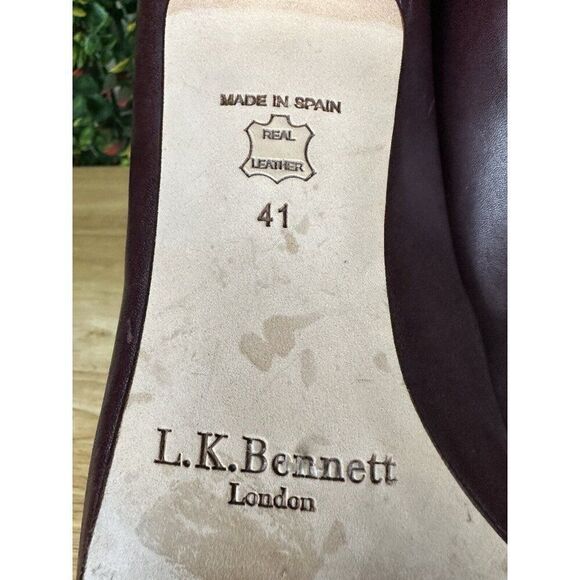 MADE IN SPAIN
REAL
LEATHER
41
L.K.Bennett
London